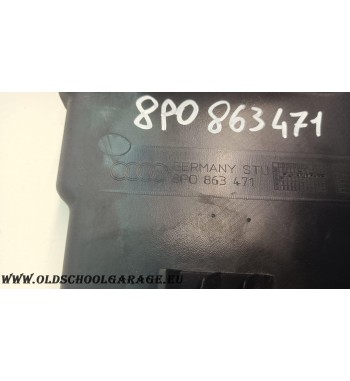 8P0 863 471
GERMANY STU
8P0 863 471
WWW.OLDSCHOOLGARAGE.EU